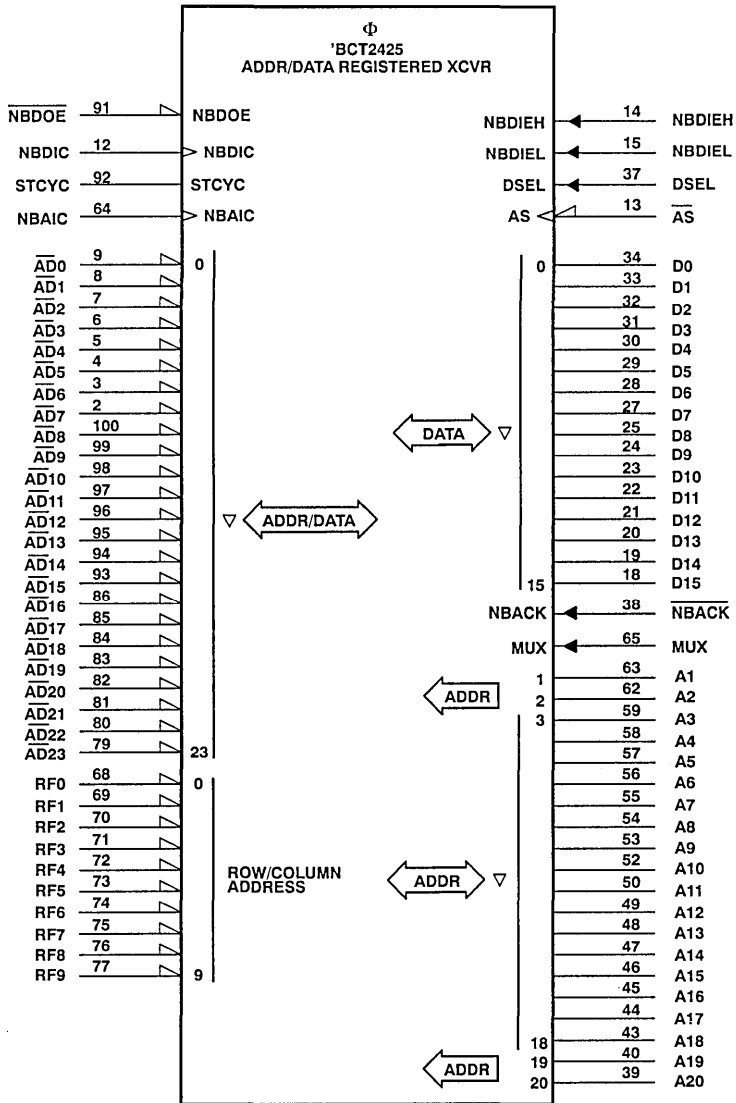 Φ
'BCT2425
ADDR/DATA REGISTERED XCVR
NBDOE 91 NBDOE
NBDIC 12 NBDIC
STCYC 92 STCYC
NBAIC 64 NBAIC
NBDIEH 14 NBDIEH
NBDIEL 15 NBDIEL
DSEL 37 DSEL
AS 13 AS
AD0 9 0
AD1 8
AD2 7
AD3 6
AD4 5
AD5 4
AD6 3
AD7 2
AD8 100
AD9 99
AD10 98
AD11 97
AD12 96
AD13 95
AD14 94
AD15 93
AD16 86
AD17 85
AD18 84
AD19 83
AD20 82
AD21 81
AD22 80
AD23 79 23
ADDR/DATA
RF0 68 0
RF1 69
RF2 70
RF3 71
RF4 72
RF5 73
RF6 74
RF7 75
RF8 76
RF9 77 9
ROW/COLUMN
ADDRESS
0 34 D0
33 D1
32 D2
31 D3
30 D4
29 D5
28 D6
27 D7
25 D8
24 D9
23 D10
22 D11
21 D12
20 D13
19 D14
15 18 D15
DATA
NBACK 38 NBACK
MUX 65 MUX
1 63 A1
2 62 A2
ADDR
3 59 A3
58 A4
57 A5
56 A6
55 A7
54 A8
53 A9
52 A10
50 A11
49 A12
48 A13
47 A14
46 A15
45 A16
44 A17
18 43 A18
ADDR
19 40 A19
20 39 A20
ADDR